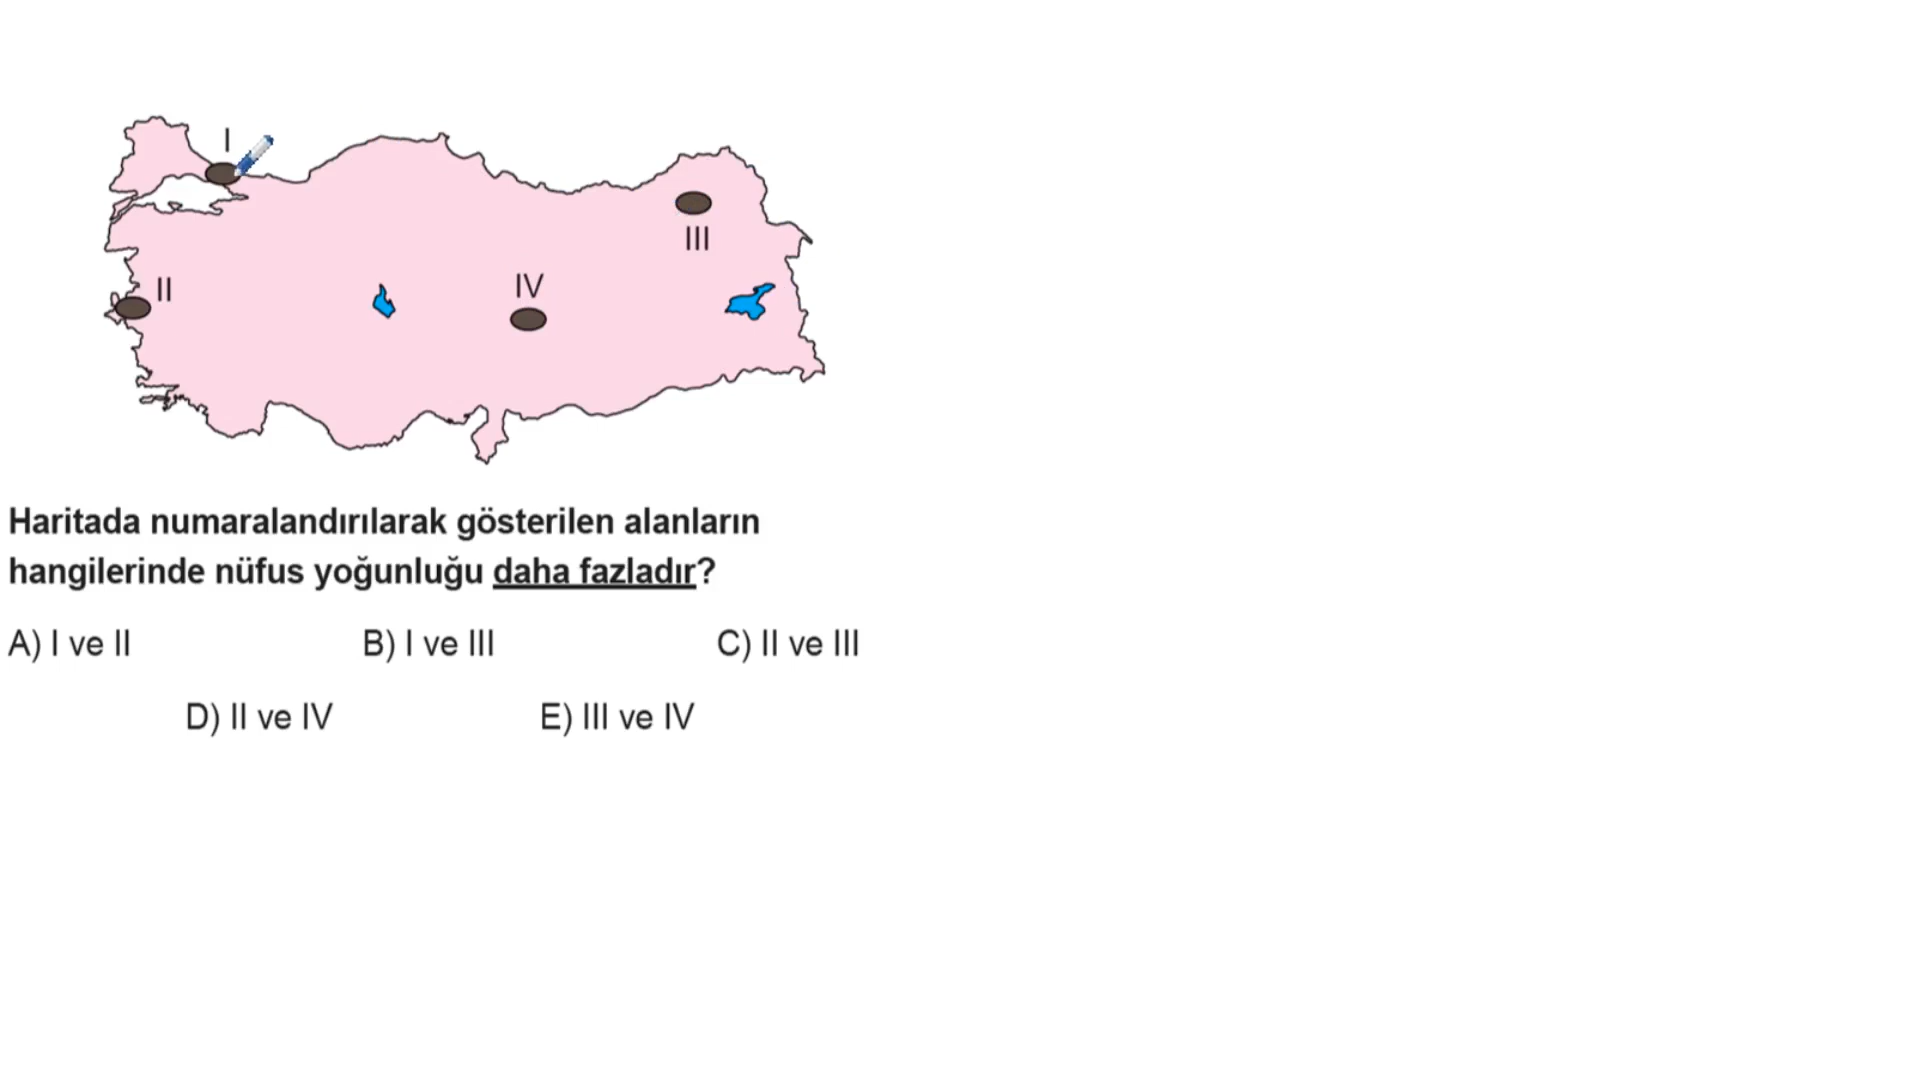 I
II
III
IV
Haritada numaralandırılarak gösterilen alanların
hangilerinde nüfus yoğunluğu daha fazladır?
A) I ve II B) I ve III C) II ve III
D) II ve IV E) III ve IV